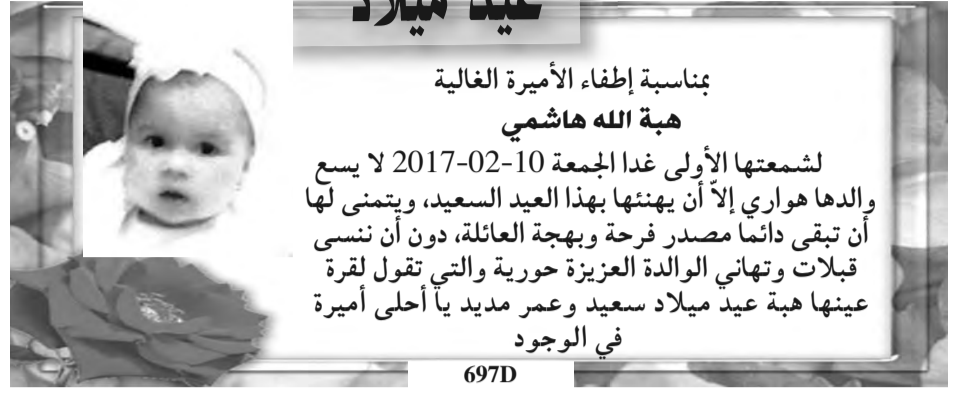 عيد ميلاد
بمناسبة إطفاء الأميرة الغالية
هبة الله هاشمي
لشمعتها الأولى غدا الجمعة 10-02-2017 لا يسع
والدها هواري إلاّ أن يهنئها بهذا العيد السعيد، ويتمنى لها
أن تبقى دائما مصدر فرحة وبهجة العائلة، دون أن ننسى
قبلات وتهاني الوالدة العزيزة حورية والتي تقول لقرة
عينها هبة عيد ميلاد سعيد وعمر مديد يا أحلى أميرة
في الوجود
697D